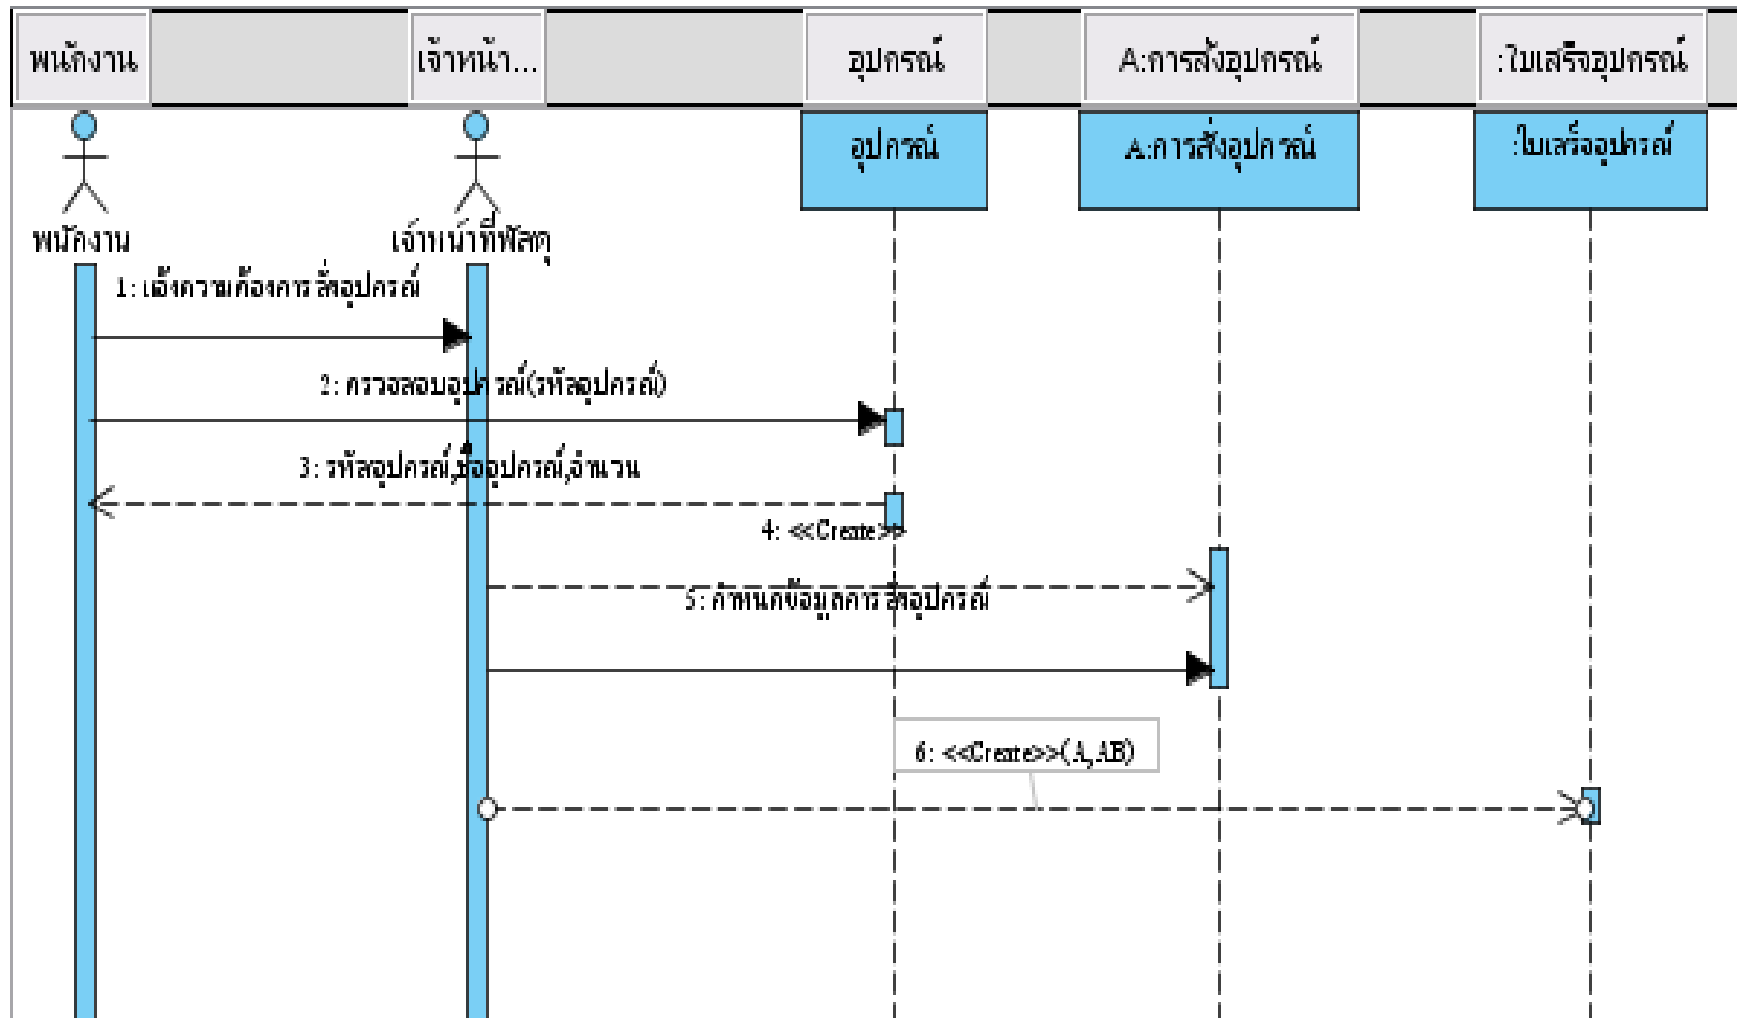 พนักงาน
เจ้าหน้า...
อุปกรณ์
A:การสั่งอุปกรณ์
:ใบเสร็จอุปกรณ์
อุปกรณ์
A:การสั่งอุปกรณ์
:ใบเสร็จอุปกรณ์
พนักงาน
เจ้าหน้าที่พัสดุ
1: แจ้งความต้องการสั่งอุปกรณ์
2: ตรวจสอบอุปกรณ์(รหัสอุปกรณ์)
3: รหัสอุปกรณ์,ชื่ออุปกรณ์,จำนวน
4: <<Create>>
5: กำหนดข้อมูลการสั่งอุปกรณ์
6: <<Create>>(A,AB)